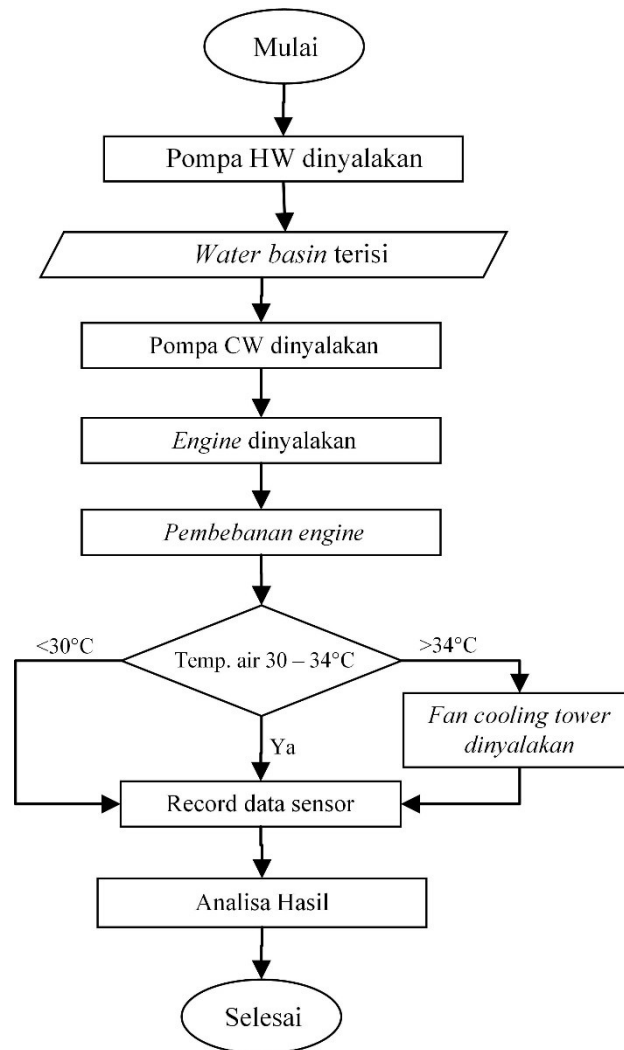 Mulai
Pompa HW dinyalakan
Water basin terisi
Pompa CW dinyalakan
Engine dinyalakan
Pembebanan engine
<30°C
Temp. air 30 – 34°C
>34°C
Fan cooling tower
dinyalakan
Ya
Record data sensor
Analisa Hasil
Selesai